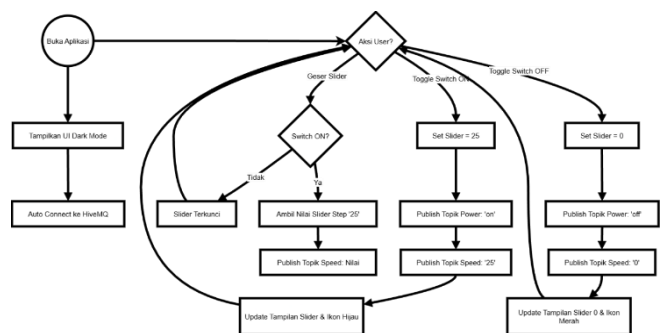 Buka Aplikasi
Aksi User?
Geser Slider
Toggle Switch ON
Toggle Switch OFF
Tampilkan UI Dark Mode
Switch ON?
Set Slider = 25
Set Slider = 0
Tidak
Ya
Auto Connect ke HiveMQ
Slider Terkunci
Ambil Nilai Slider Step '25'
Publish Topik Power: 'on'
Publish Topik Power: 'off'
Publish Topik Speed: Nilai
Publish Topik Speed: '25'
Publish Topik Speed: '0'
Update Tampilan Slider & Ikon Hijau
Update Tampilan Slider 0 & Ikon
Merah